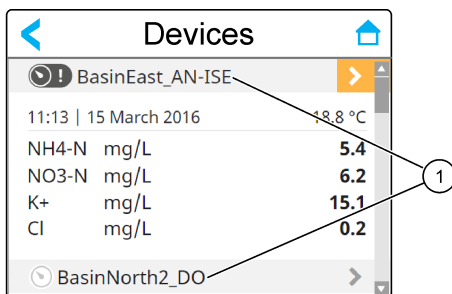 Devices
BasinEast_AN-ISE
11:13 | 15 March 2016 18.8 °C
NH4-N mg/L 5.4
NO3-N mg/L 6.2
K+ mg/L 15.1
Cl mg/L 0.2
1
BasinNorth2_DO